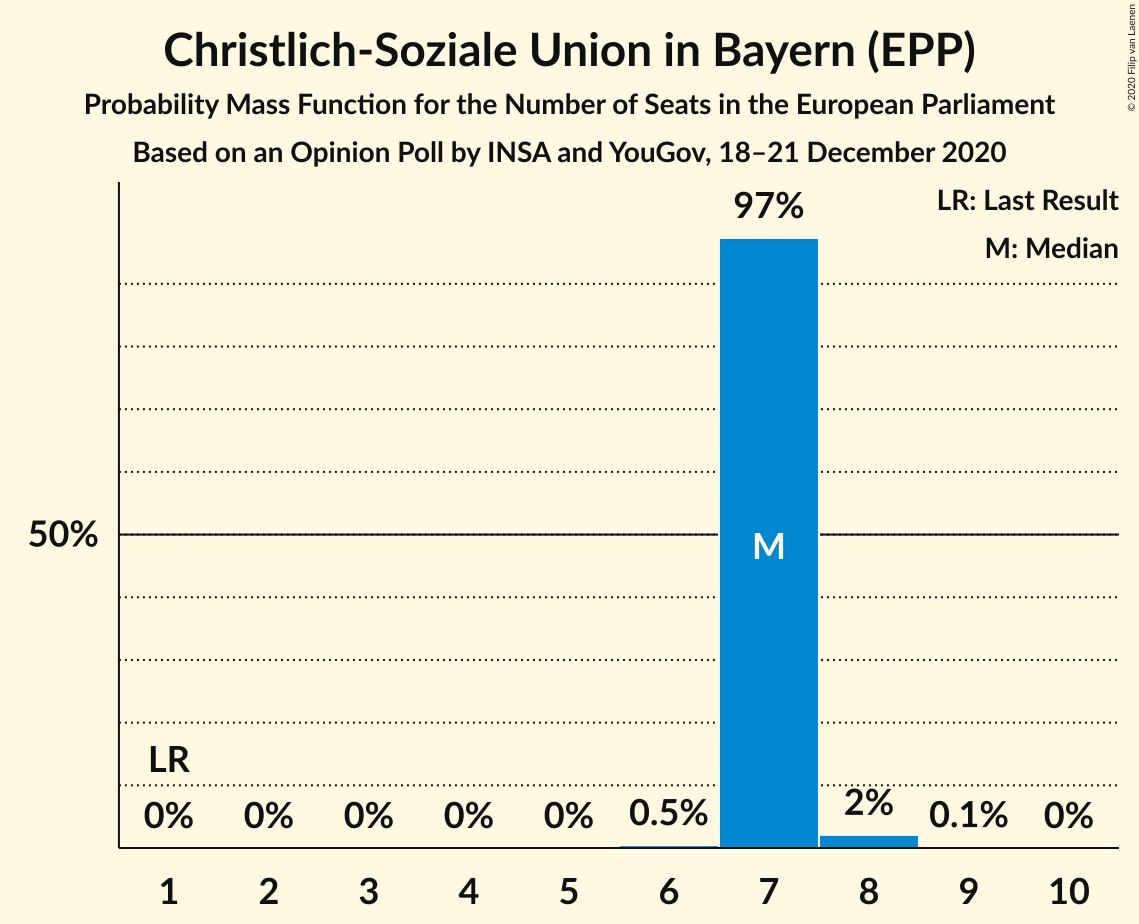 Christlich-Soziale Union in Bayern (EPP)
Probability Mass Function for the Number of Seats in the European Parliament
Based on an Opinion Poll by INSA and YouGov, 18–21 December 2020
© 2020 Filip van Laenen
LR: Last Result
M: Median
97%
50%
M
LR
0% 0% 0% 0% 0% 0.5% 2% 0.1% 0%
1 2 3 4 5 6 7 8 9 10